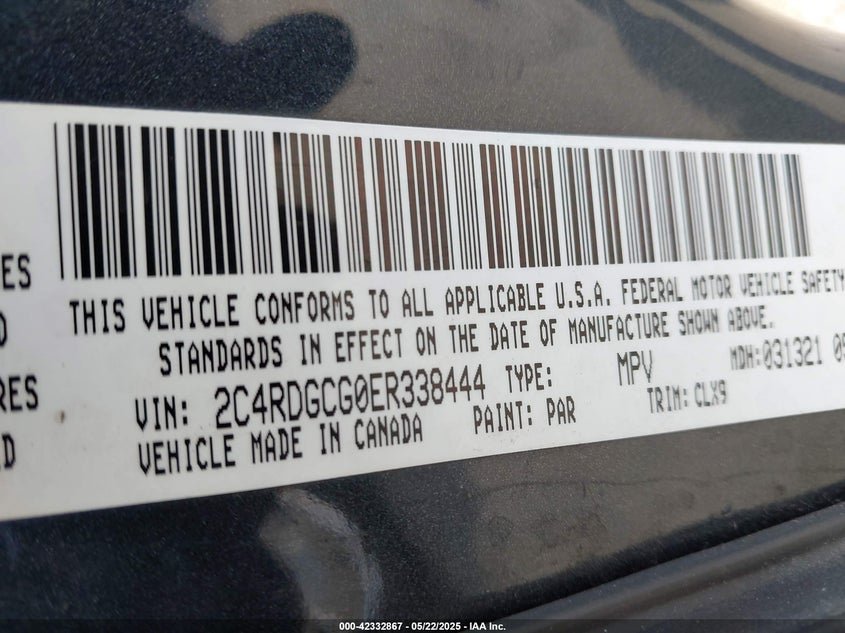 ES
THIS VEHICLE CONFORMS TO ALL APPLICABLE U.S.A. FEDERAL MOTOR VEHICLE SAFETY
D
STANDARDS IN EFFECT ON THE DATE OF MANUFACTURE SHOWN ABOVE.
RES
VIN: 2C4RDGCG0ER338444 TYPE: MPV MDH:031321 09
D
VEHICLE MADE IN CANADA PAINT: PAR TRIM: CLX9
000-42332867 - 05/22/2025 - IAA Inc.